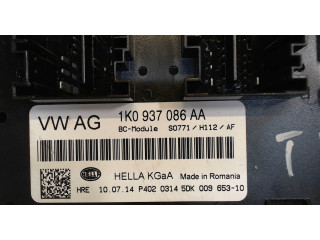 VW AG 1K0 937 086 AA
BC-Module S0771 / H112 / AF
HELLA
HELLA KGaA Made in Romania
HRE 10.07.14 P402 0314 5DK 009 653-10
T